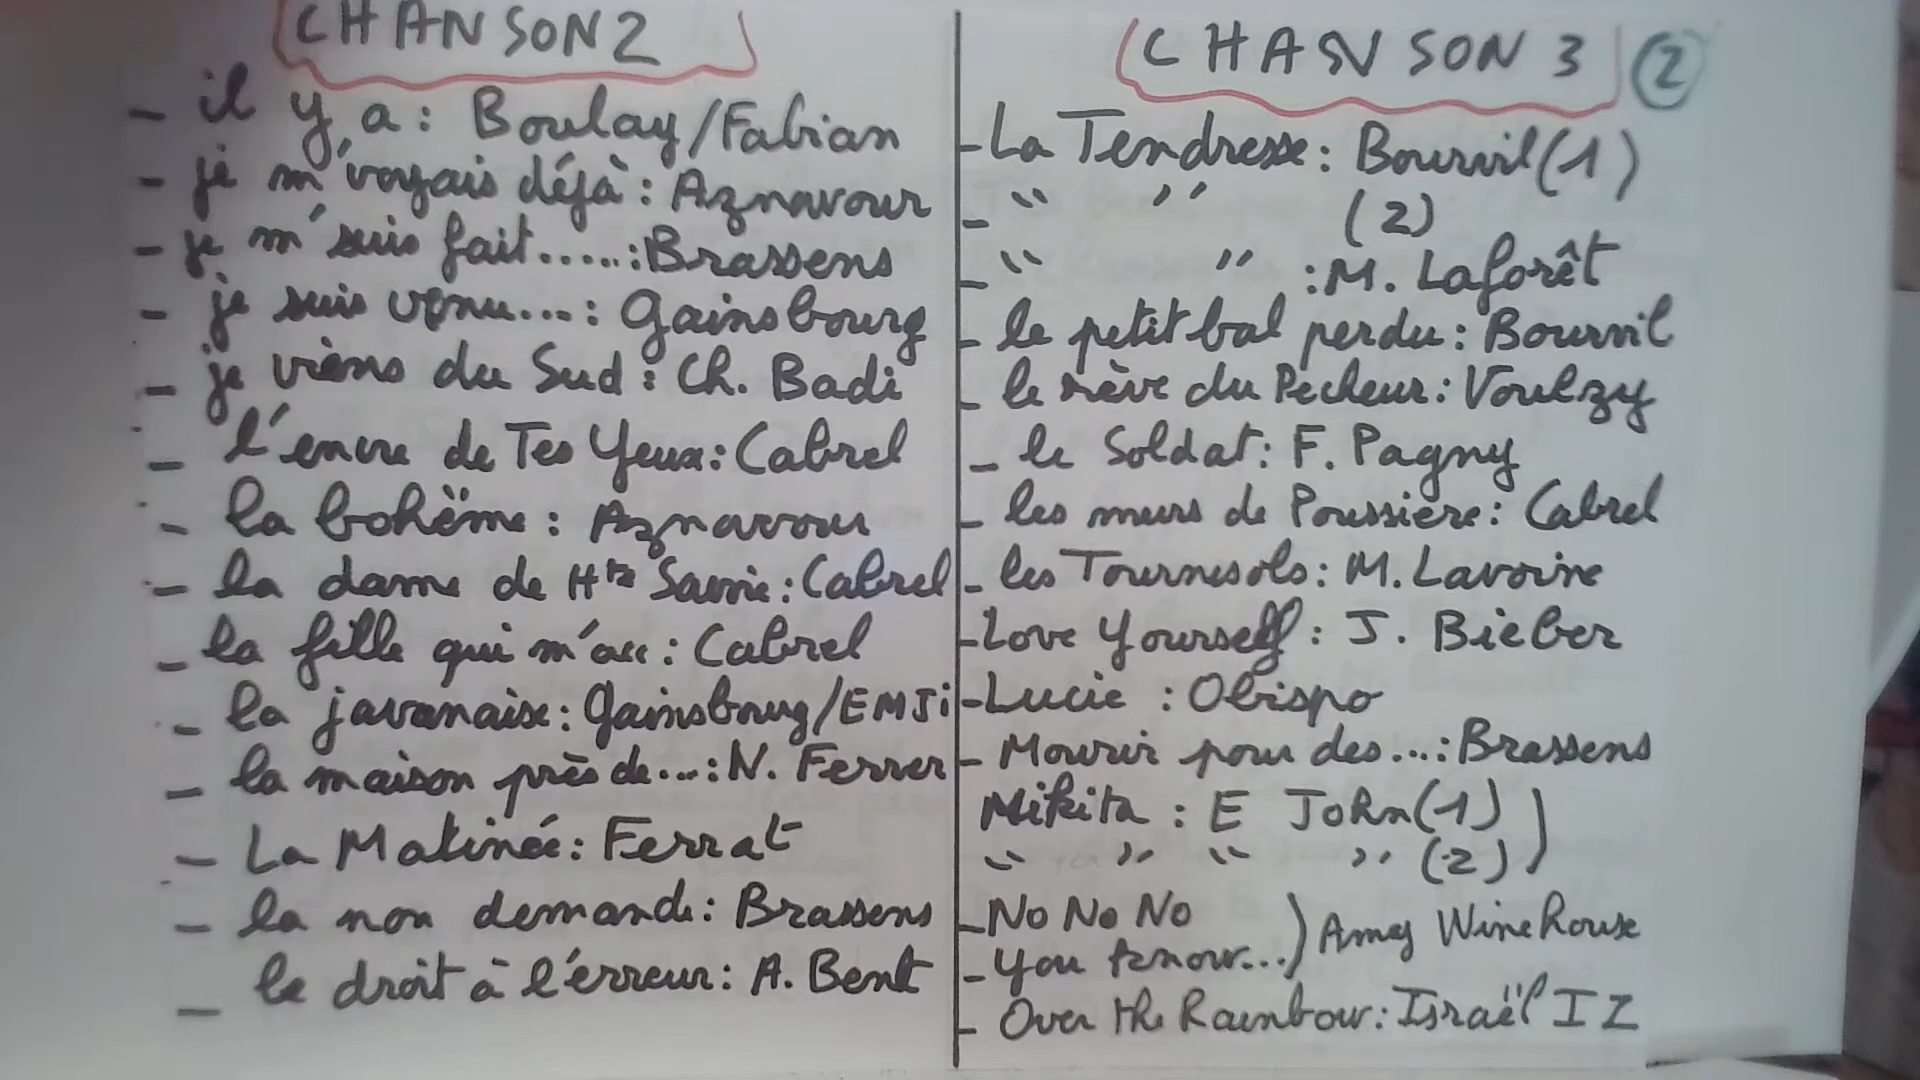 CHANSON 2
- il y a : Boulay/Fabian
- je m'voyais déjà : Aznavour
- je m'suis fait.....: Brassens
- je suis venu...: Gainsbourg
- je viens du Sud : Ch. Badi
- l'encre de Tes Yeux : Cabrel
- la bohème : Aznavour
- la dame de Hte Savoie : Cabrel
- la fille qui m'acc : Cabrel
- la javanaise : Gainsbourg/EMJi
- la maison près de...: N. Ferrer
- La Matinée : Ferrat
- la non demande : Brassens
- le droit à l'erreur : A. Bent
CHANSON 3 (2)
- La Tendresse : Bourvil (1)
- " " (2)
- " " : M. Laforêt
- le petit bal perdu : Bourvil
- le rêve du Pêcheur : Voulzy
- le Soldat : F. Pagny
- les murs de Poussière : Cabrel
- les Tournesols : M. Lavoine
- Love Yourself : J. Bieber
- Lucie : Obispo
- Mourir pour des...: Brassens
Nikita : E John (1) )
" " " " (2) )
- No No No ) Amy Winehouse
- You know... )
- Over the Rainbow : Israël IZ